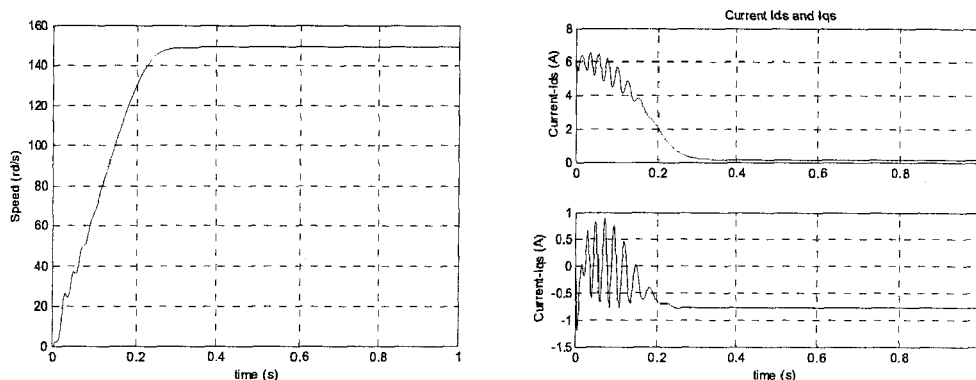 160
140
120
100
80
60
40
20
0
Speed (rd/s)
0 0.2 0.4 0.6 0.8 1
time (s)
Current Ids and Iqs
8
6
4
2
0
Current-Ids (A)
0 0.2 0.4 0.6 0.8
1
0.5
0
-0.5
-1
-1.5
Current-Iqs (A)
0 0.2 0.4 0.6 0.8
time (s)